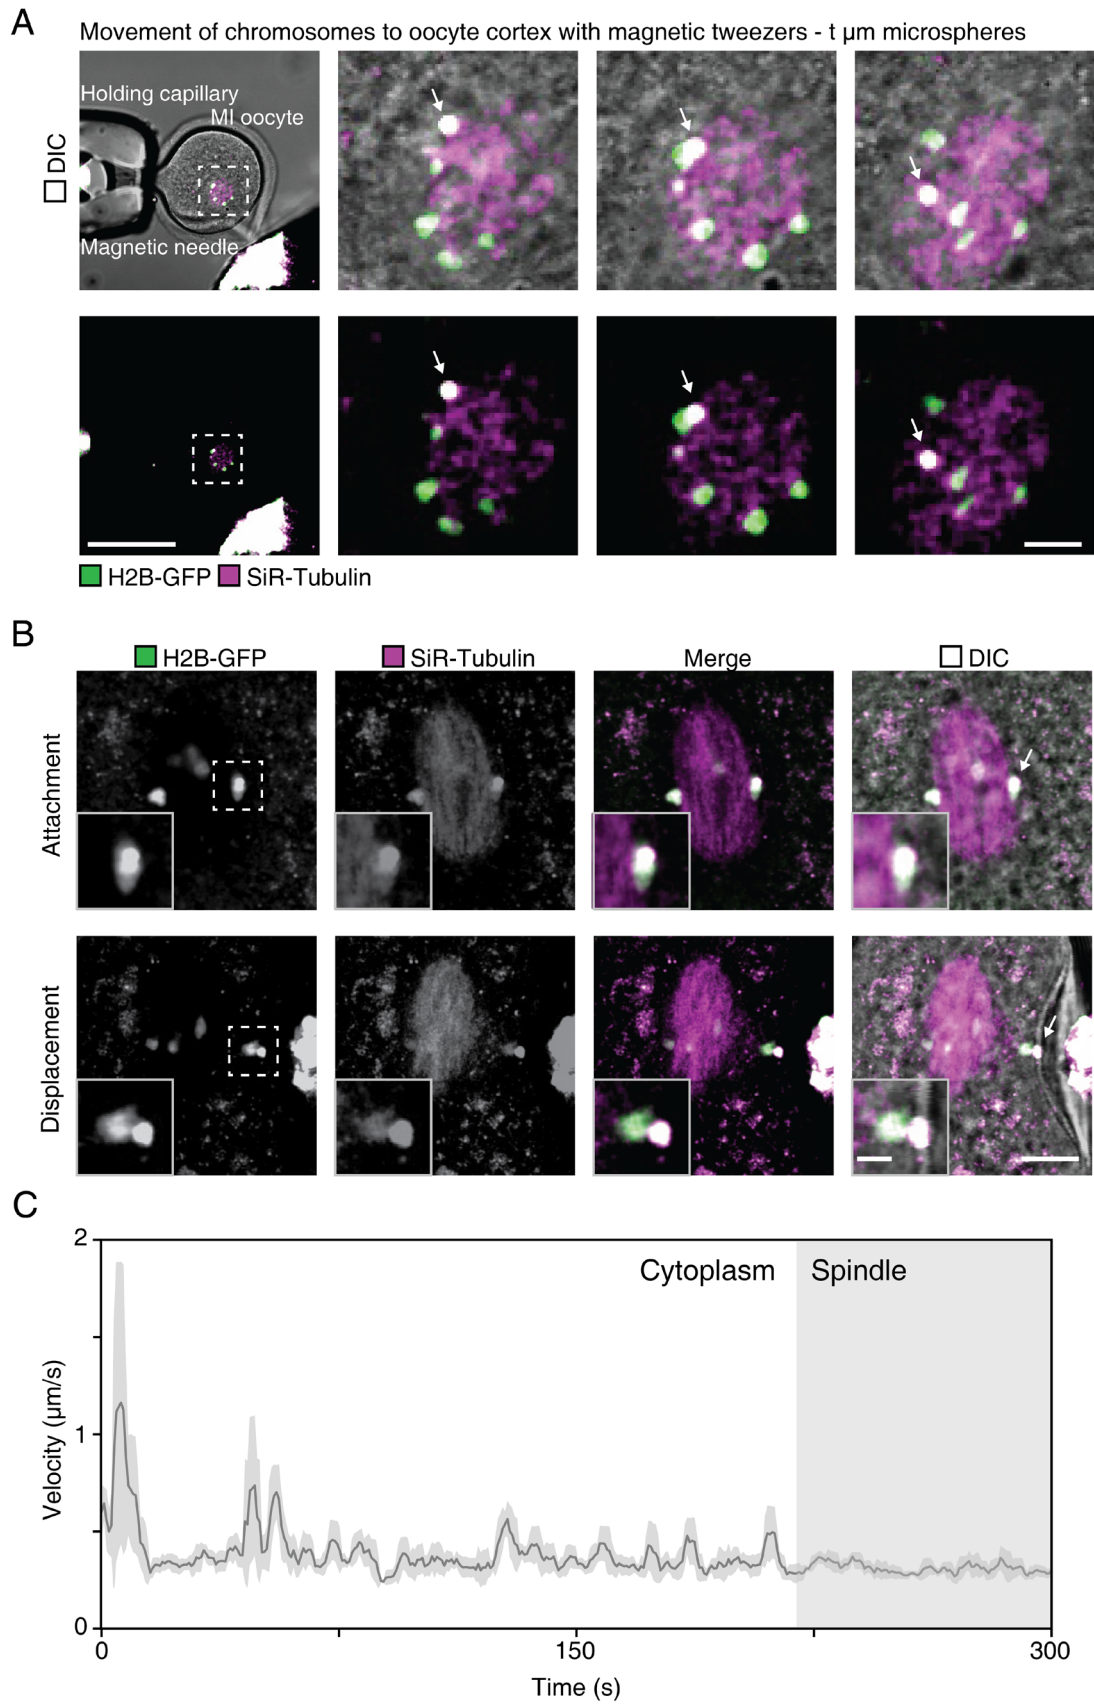 A
Movement of chromosomes to oocyte cortex with magnetic tweezers - t µm microspheres
DIC
Holding capillary
MI oocyte
Magnetic needle
H2B-GFP SiR-Tubulin
B
H2B-GFP SiR-Tubulin Merge DIC
Attachment
Displacement
C
Velocity (µm/s)
2
1
0
Cytoplasm Spindle
0 150 300
Time (s)